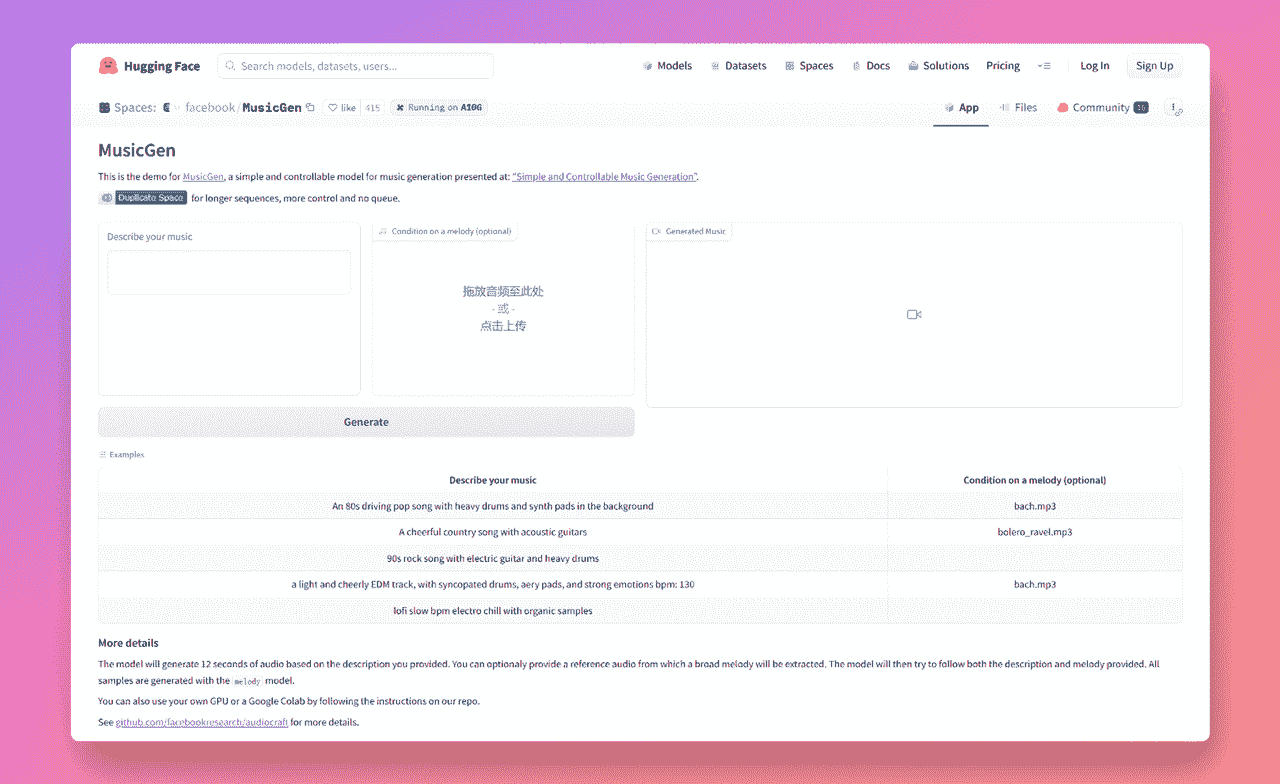 Hugging Face
Search models, datasets, users...
Models
Datasets
Spaces
Docs
Solutions
Pricing
Log In
Sign Up
Spaces:
facebook/MusicGen
like
415
Running on A10G
App
Files
Community
MusicGen
This is the demo for MusicGen, a simple and controllable model for music generation presented at: "Simple and Controllable Music Generation".
Duplicate Space for longer sequences, more control and no queue.
Describe your music
Condition on a melody (optional)
拖放音频至此处
- 或 -
点击上传
Generated Music
Generate
Examples
Describe your music
Condition on a melody (optional)
An 80s driving pop song with heavy drums and synth pads in the background
bach.mp3
A cheerful country song with acoustic guitars
bolero_ravel.mp3
90s rock song with electric guitar and heavy drums
a light and cheerly EDM track, with syncopated drums, aery pads, and strong emotions bpm: 130
bach.mp3
lofi slow bpm electro chill with organic samples
More details
The model will generate 12 seconds of audio based on the description you provided. You can optionaly provide a reference audio from which a broad melody will be extracted. The model will then try to follow both the description and melody provided. All
samples are generated with the melody model.
You can also use your own GPU or a Google Colab by following the instructions on our repo.
See github.com/facebookresearch/audiocraft for more details.